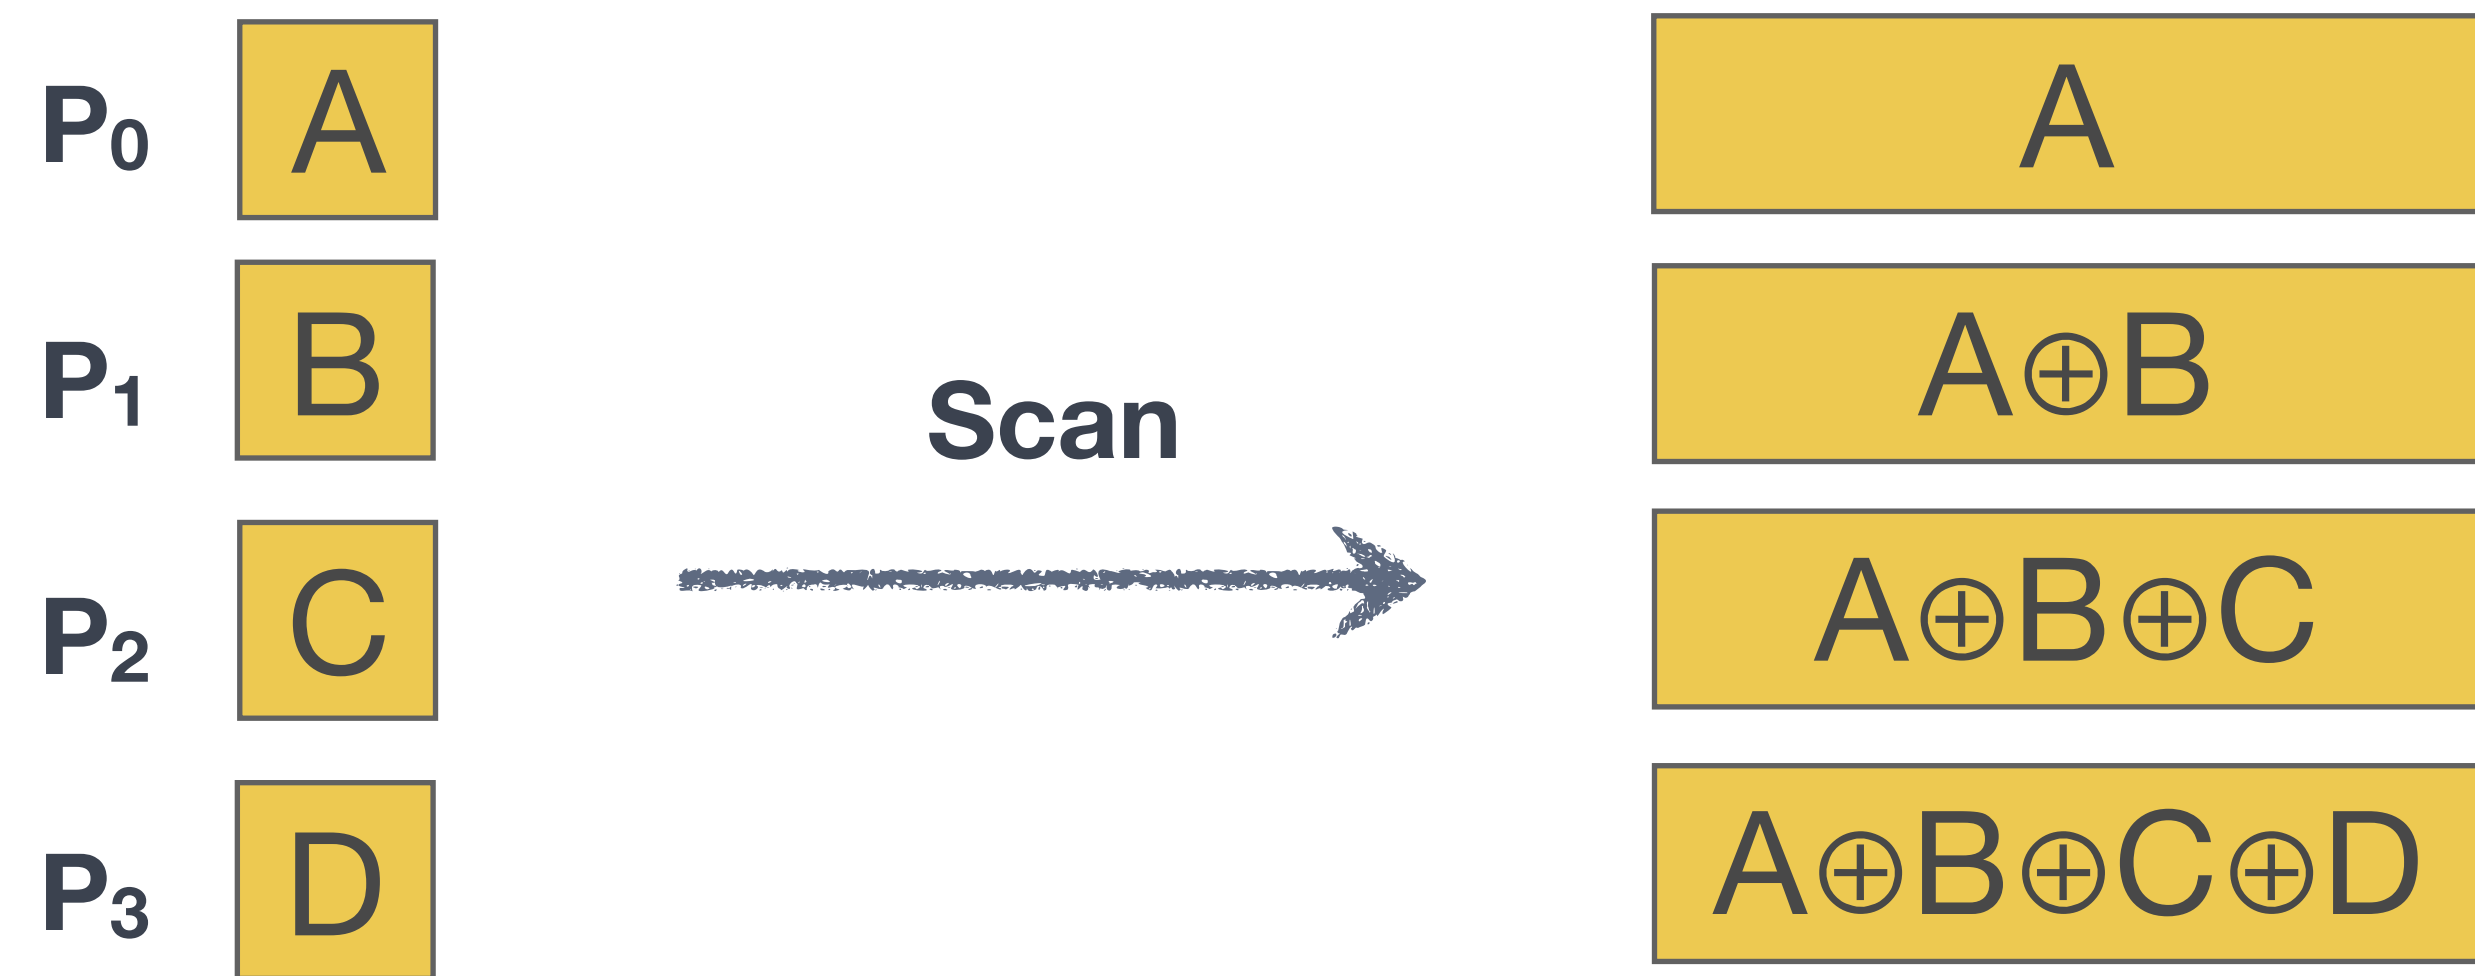 P₀ A A
P₁ B A⊕B
Scan
P₂ C A⊕B⊕C
P₃ D A⊕B⊕C⊕D